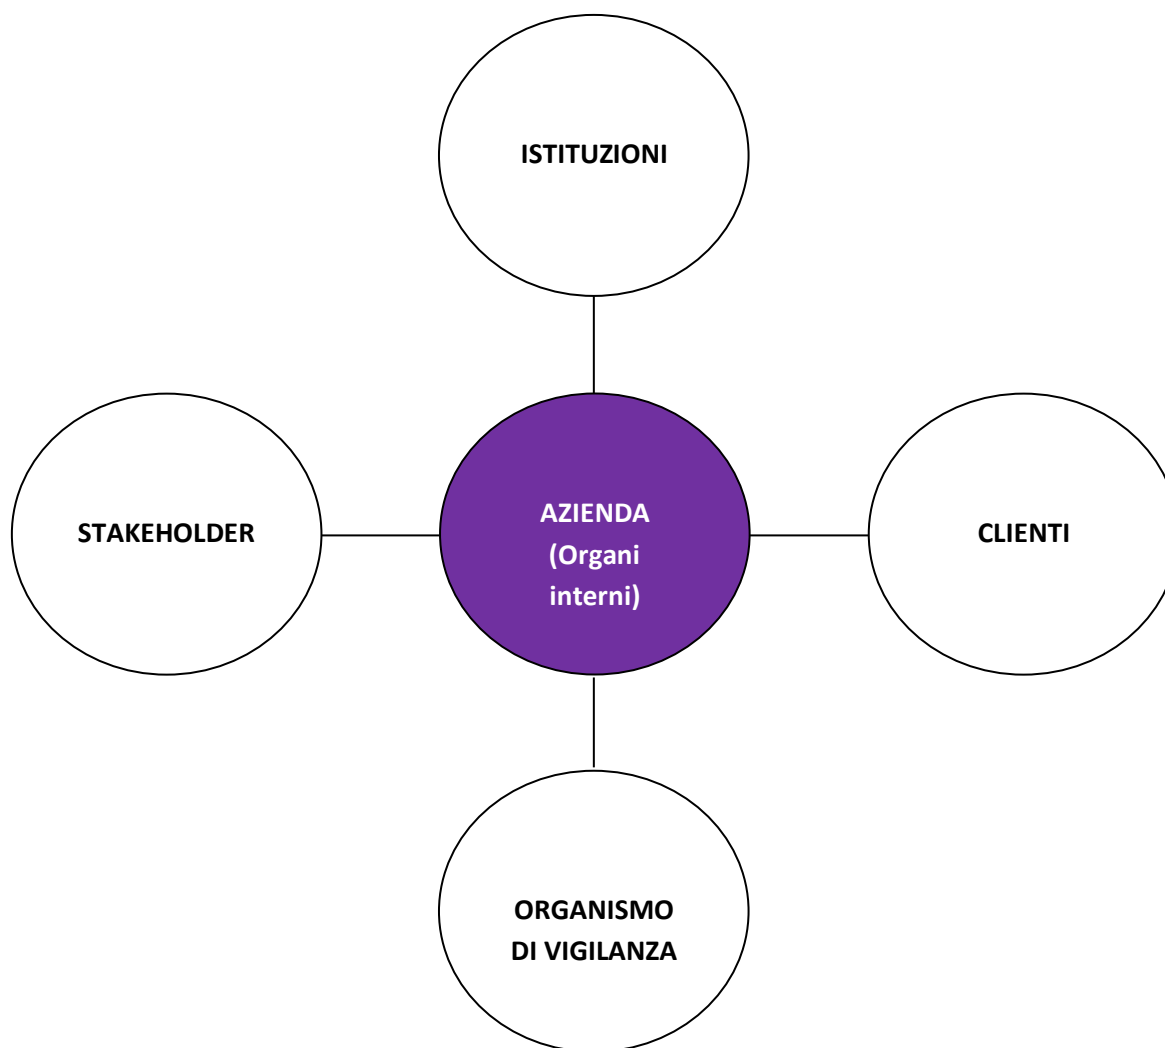 ISTITUZIONI
STAKEHOLDER
AZIENDA
(Organi
interni)
CLIENTI
ORGANISMO
DI VIGILANZA